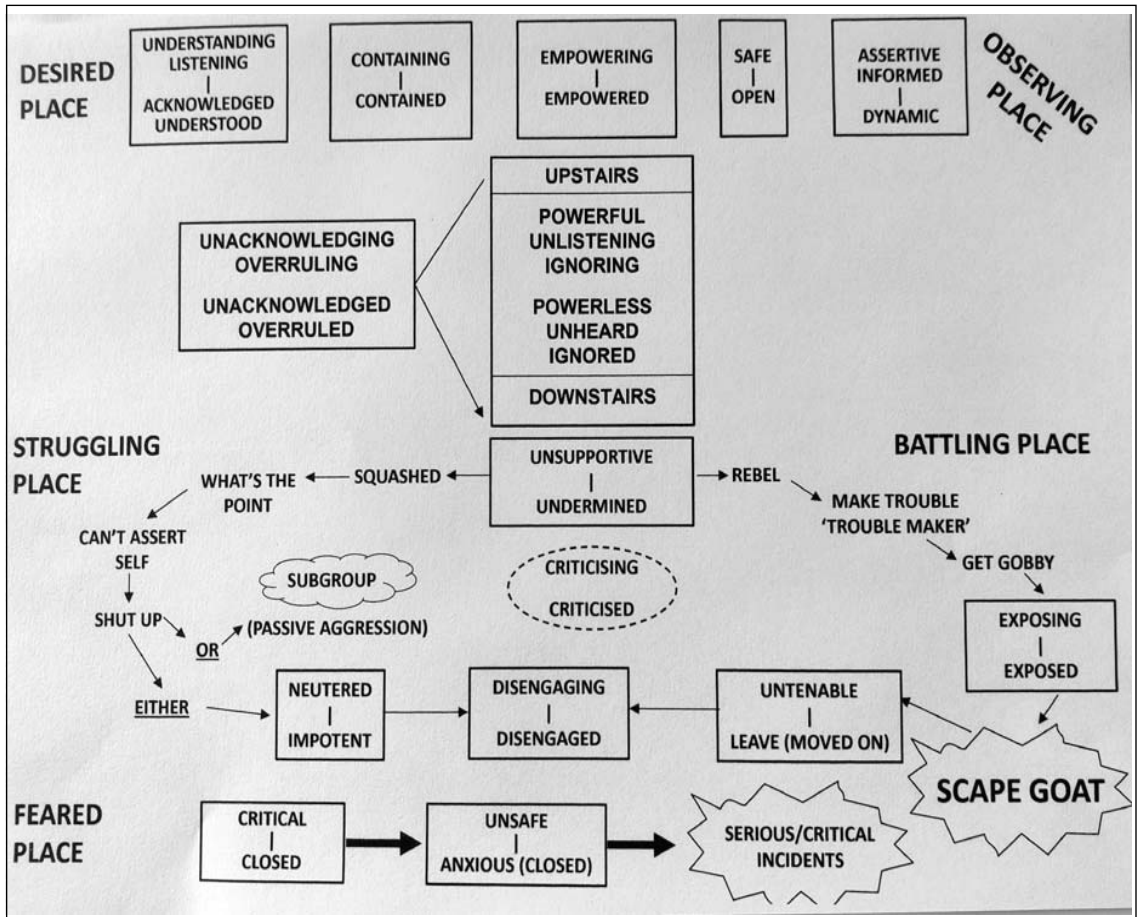 DESIRED
PLACE
UNDERSTANDING
LISTENING
ACKNOWLEDGED
UNDERSTOOD
CONTAINING
CONTAINED
EMPOWERING
EMPOWERED
SAFE
OPEN
ASSERTIVE
INFORMED
DYNAMIC
OBSERVING
PLACE
UPSTAIRS
POWERFUL
UNLISTENING
IGNORING
POWERLESS
UNHEARD
IGNORED
DOWNSTAIRS
UNACKNOWLEDGING
OVERRULING
UNACKNOWLEDGED
OVERRULED
STRUGGLING
PLACE
BATTLING PLACE
UNSUPPORTIVE
UNDERMINED
SQUASHED
WHAT'S THE
POINT
CAN'T ASSERT
SELF
SHUT UP
OR
(PASSIVE AGGRESSION)
SUBGROUP
EITHER
REBEL
MAKE TROUBLE
'TROUBLE MAKER'
GET GOBBY
EXPOSING
EXPOSED
CRITICISING
CRITICISED
NEUTERED
IMPOTENT
DISENGAGING
DISENGAGED
UNTENABLE
LEAVE (MOVED ON)
SCAPE GOAT
FEARED
PLACE
CRITICAL
CLOSED
UNSAFE
ANXIOUS (CLOSED)
SERIOUS/CRITICAL
INCIDENTS